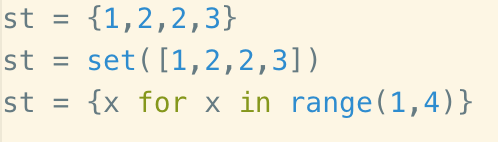 st = {1,2,2,3}
st = set([1,2,2,3])
st = {x for x in range(1,4)}